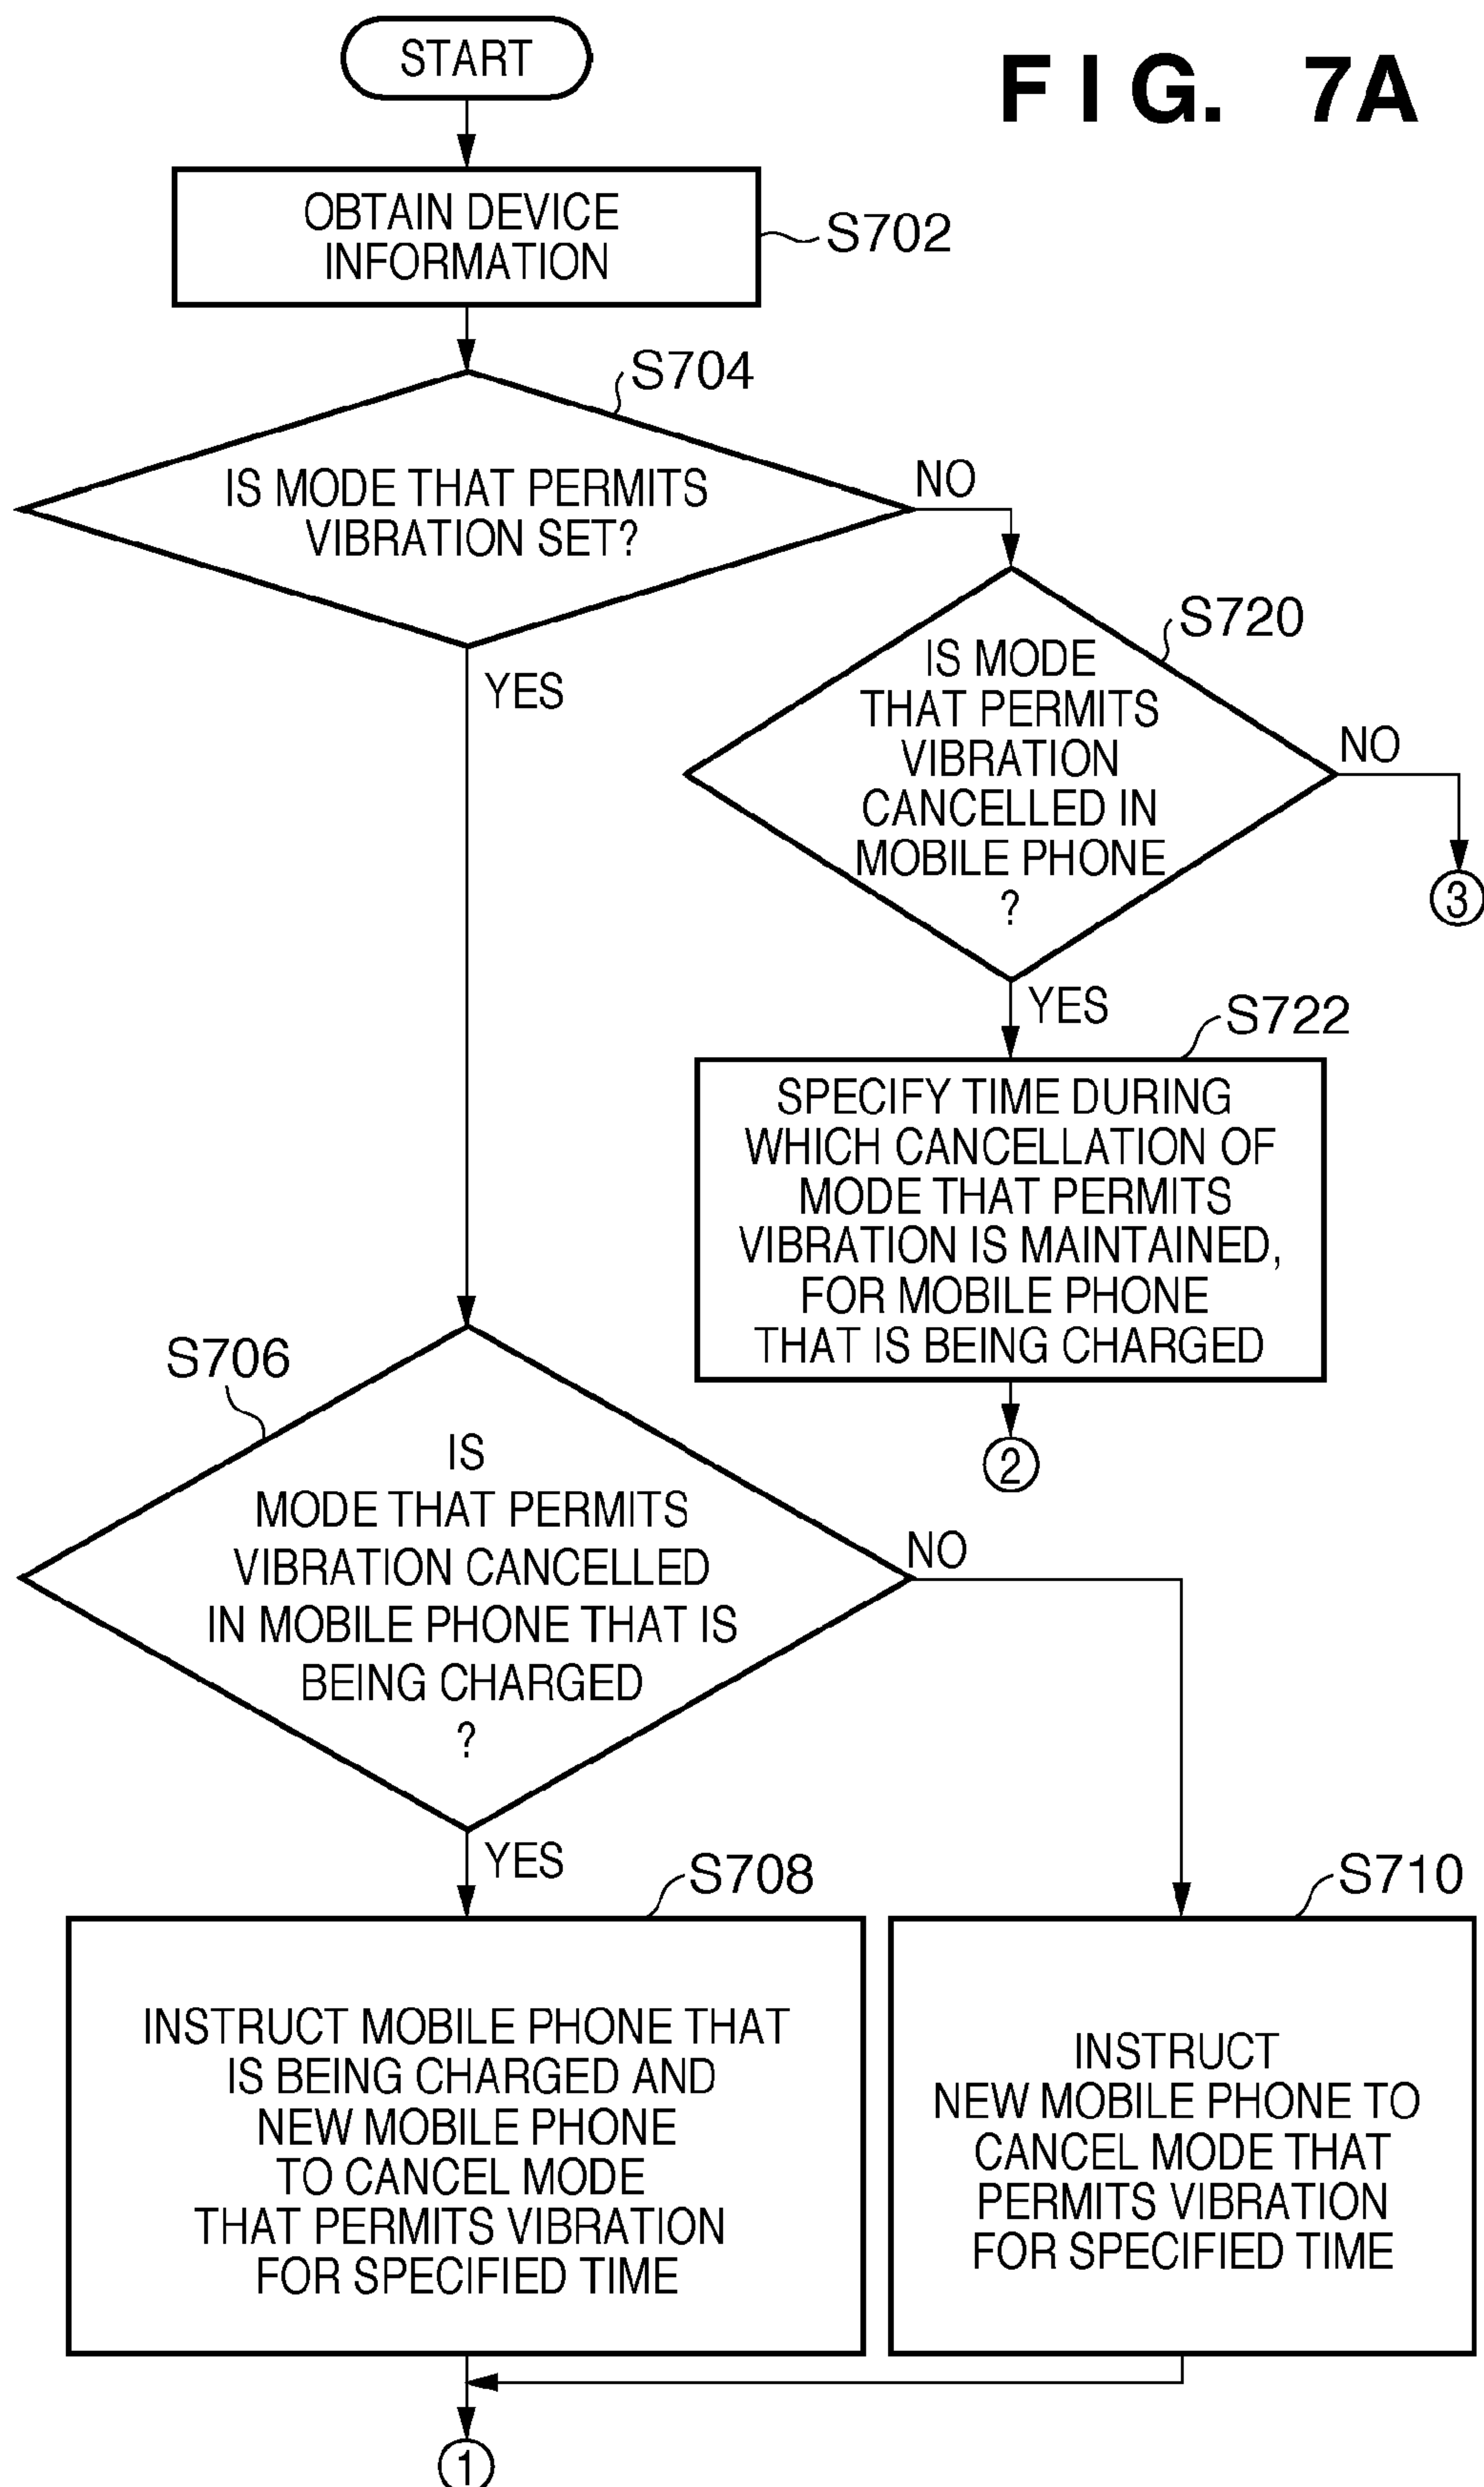 START
FIG. 7A
OBTAIN DEVICE
INFORMATION
S702
S704
IS MODE THAT PERMITS
VIBRATION SET?
NO
YES
S720
IS MODE
THAT PERMITS
VIBRATION
CANCELLED IN
MOBILE PHONE
?
NO
3
YES
S722
SPECIFY TIME DURING
WHICH CANCELLATION OF
MODE THAT PERMITS
VIBRATION IS MAINTAINED,
FOR MOBILE PHONE
THAT IS BEING CHARGED
2
S706
IS
MODE THAT PERMITS
VIBRATION CANCELLED
IN MOBILE PHONE THAT IS
BEING CHARGED
?
NO
YES
S708
INSTRUCT MOBILE PHONE THAT
IS BEING CHARGED AND
NEW MOBILE PHONE
TO CANCEL MODE
THAT PERMITS VIBRATION
FOR SPECIFIED TIME
S710
INSTRUCT
NEW MOBILE PHONE TO
CANCEL MODE THAT
PERMITS VIBRATION
FOR SPECIFIED TIME
1